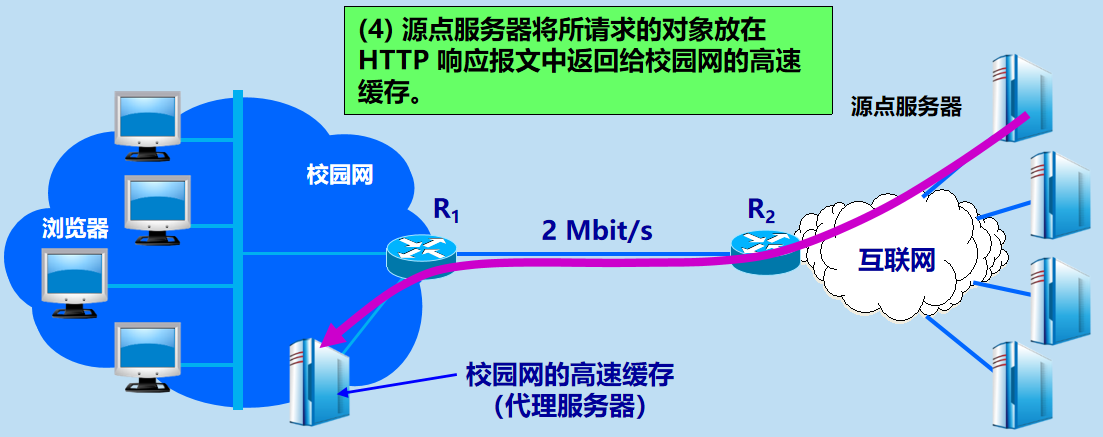 (4) 源点服务器将所请求的对象放在
HTTP 响应报文中返回给校园网的高速
缓存。
源点服务器
校园网
浏览器
R1
2 Mbit/s
R2
互联网
校园网的高速缓存
（代理服务器）